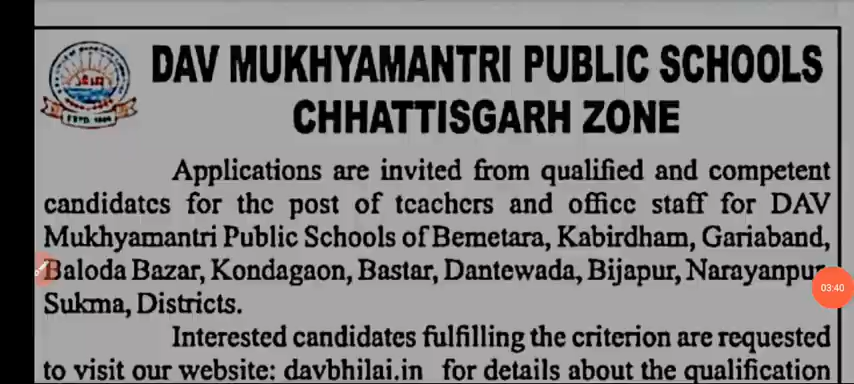 DAV MUKHYAMANTRI PUBLIC SCHOOLS
CHHATTISGARH ZONE
ESTD. 1886
Applications are invited from qualified and competent
candidates for the post of teachers and office staff for DAV
Mukhyamantri Public Schools of Bemetara, Kabirdham, Gariaband,
Baloda Bazar, Kondagaon, Bastar, Dantewada, Bijapur, Narayanpur
Sukma, Districts.
03:40
Interested candidates fulfilling the criterion are requested
to visit our website: davbhilai.in for details about the qualification